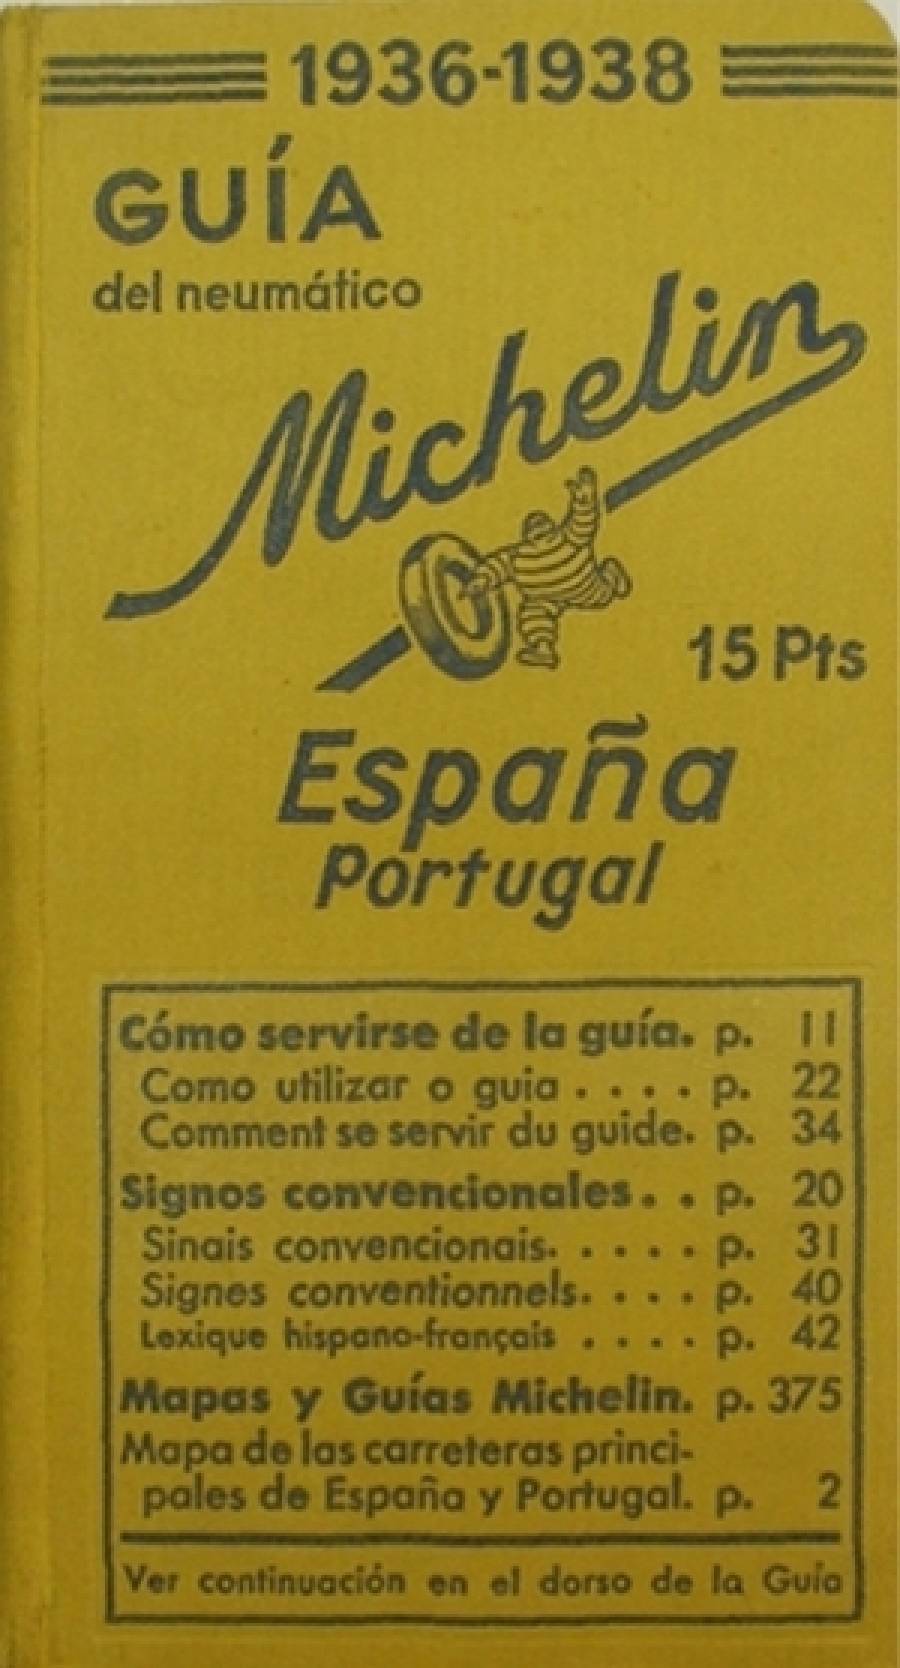 1936-1938
GUÍA
del neumático
Michelin
15 Pts
España
Portugal
Cómo servirse de la guía. p. 11
Como utilizar o guia . . . . p. 22
Comment se servir du guide. p. 34
Signos convencionales. . p. 20
Sinais convencionais. . . . . p. 31
Signes conventionnels. . . . p. 40
Lexique hispano-français . . . . p. 42
Mapas y Guías Michelin. p. 375
Mapa de las carreteras princi-
pales de España y Portugal. p. 2
Ver continuación en el dorso de la Guía